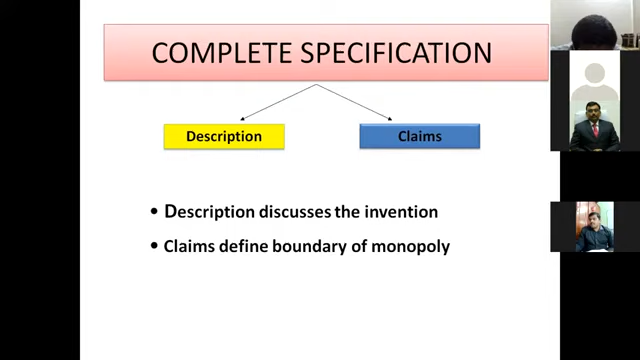 COMPLETE SPECIFICATION
Description
Claims
• Description discusses the invention
• Claims define boundary of monopoly